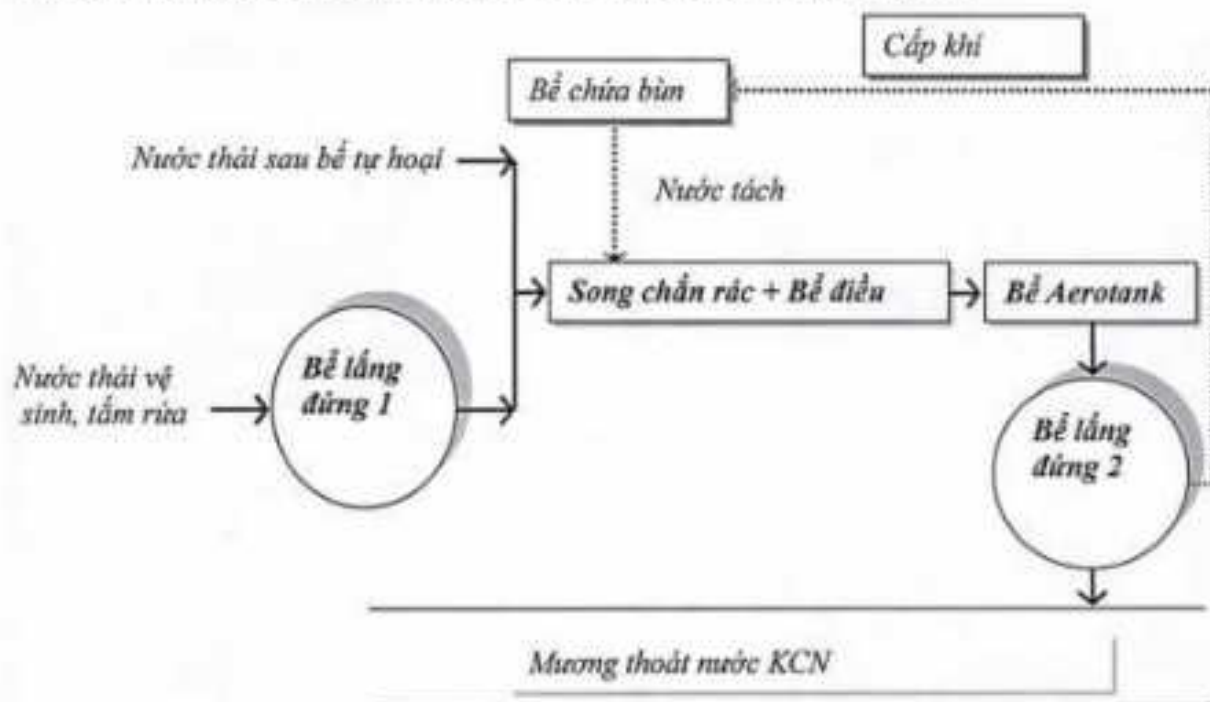 Cấp khí
Bể chứa bùn
Nước thải sau bể tự hoại
Nước tách
Song chắn rác + Bể điều
Bể Aerotank
Bể lắng
đứng 1
Nước thải vệ
sinh, tắm rửa
Bể lắng
đứng 2
Mương thoát nước KCN